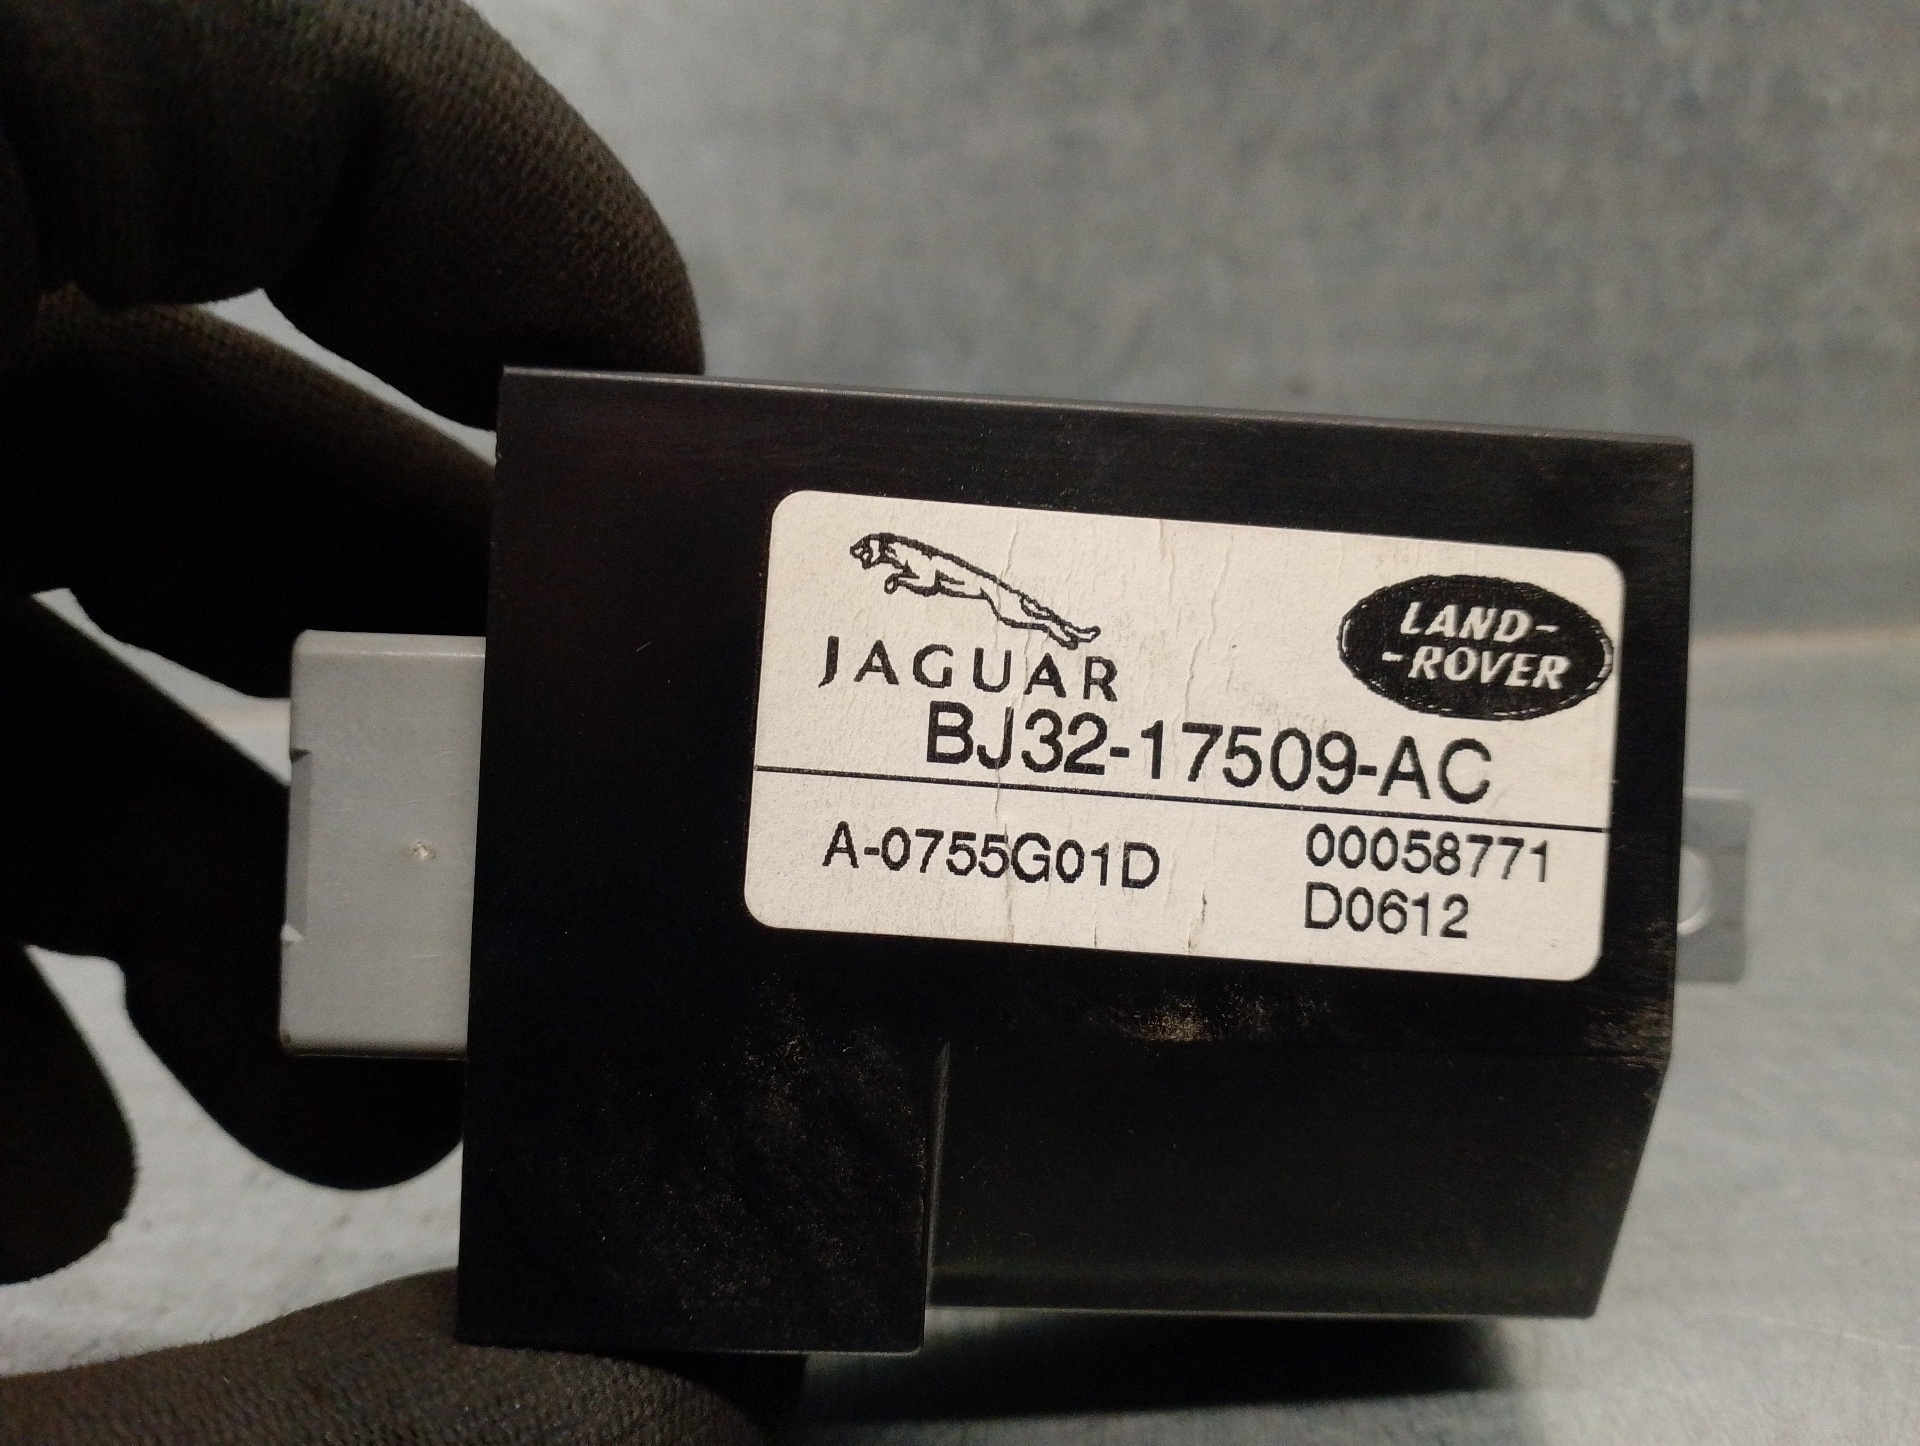 JAGUAR
LAND-
-ROVER
BJ32-17509-AC
A-0755G01D
00058771
D0612